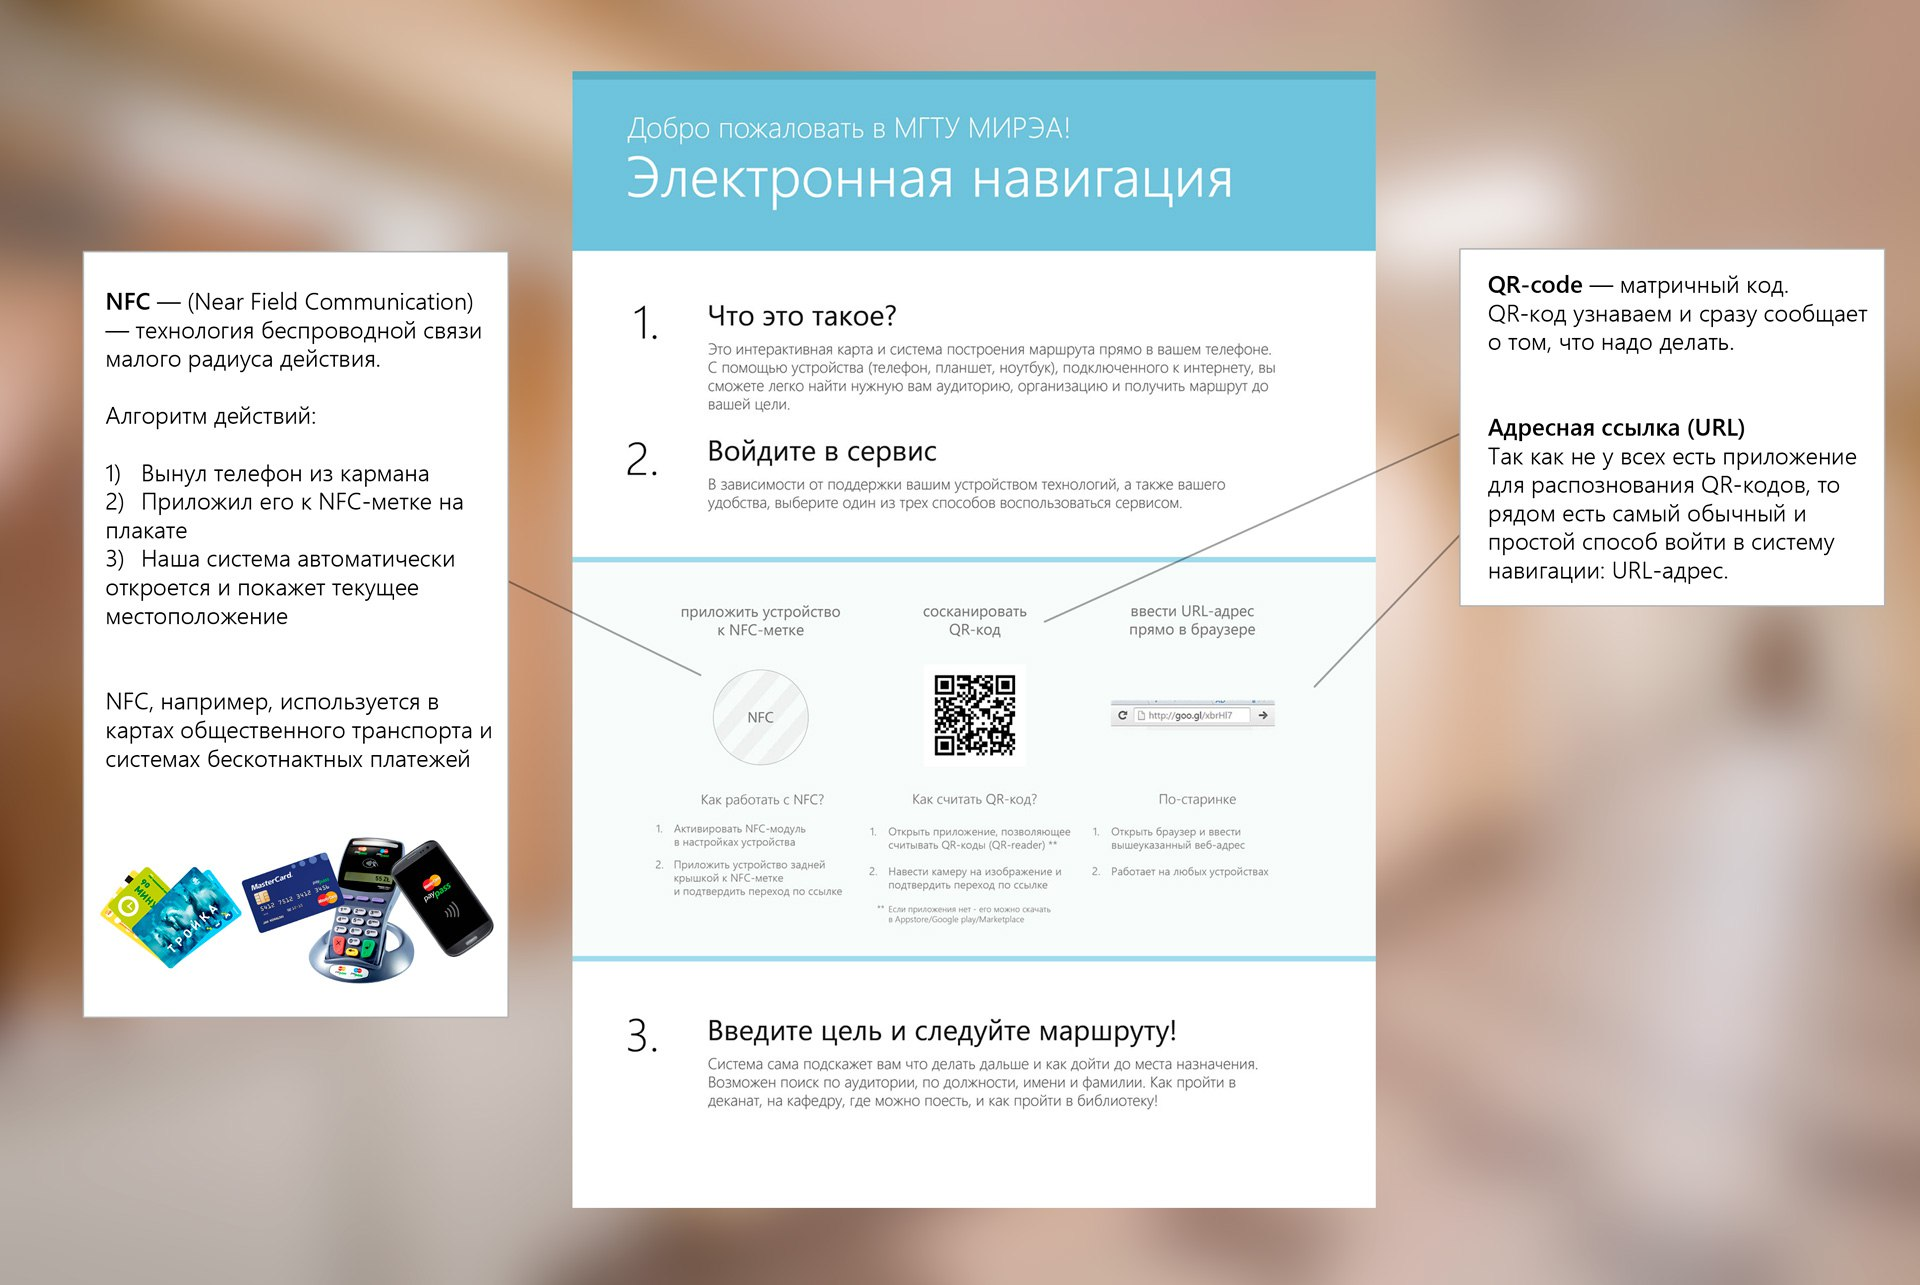 Добро пожаловать в МГТУ МИРЭА!
Электронная навигация
NFC — (Near Field Communication)
— технология беспроводной связи
малого радиуса действия.
Алгоритм действий:
1) Вынул телефон из кармана
2) Приложил его к NFC-метке на
плакате
3) Наша система автоматически
откроется и покажет текущее
местоположение
NFC, например, используется в
картах общественного транспорта и
системах бескотнактных платежей
90
МИН
ТРОЙКА
MasterCard
5412 7512 3412 3456
MasterCard
paypass
1. Что это такое?
Это интерактивная карта и система построения маршрута прямо в вашем телефоне.
С помощью устройства (телефон, планшет, ноутбук), подключенного к интернету, вы
сможете легко найти нужную вам аудиторию, организацию и получить маршрут до
вашей цели.
2. Войдите в сервис
В зависимости от поддержки вашим устройством технологий, а также вашего
удобства, выберите один из трех способов воспользоваться сервисом.
приложить устройство
к NFC-метке
NFC
Как работать с NFC?
1. Активировать NFC-модуль
в настройках устройства
2. Приложить устройство задней
крышкой к NFC-метке
и подтвердить переход по ссылке
сосканировать
QR-код
Как считать QR-код?
1. Открыть приложение, позволяющее
считывать QR-коды (QR-reader) **
2. Навести камеру на изображение и
подтвердить переход по ссылке
** Если приложения нет - его можно скачать
в Appstore/Google play/Marketplace
ввести URL-адрес
прямо в браузере
http://goo.gl/xbrHl7
По-старинке
1. Открыть браузер и ввести
вышеуказанный веб-адрес
2. Работает на любых устройствах
3. Введите цель и следуйте маршруту!
Система сама подскажет вам что делать дальше и как дойти до места назначения.
Возможен поиск по аудитории, по должности, имени и фамилии. Как пройти в
деканат, на кафедру, где можно поесть, и как пройти в библиотеку!
QR-code — матричный код.
QR-код узнаваем и сразу сообщает
о том, что надо делать.
Адресная ссылка (URL)
Так как не у всех есть приложение
для распознования QR-кодов, то
рядом есть самый обычный и
простой способ войти в систему
навигации: URL-адрес.